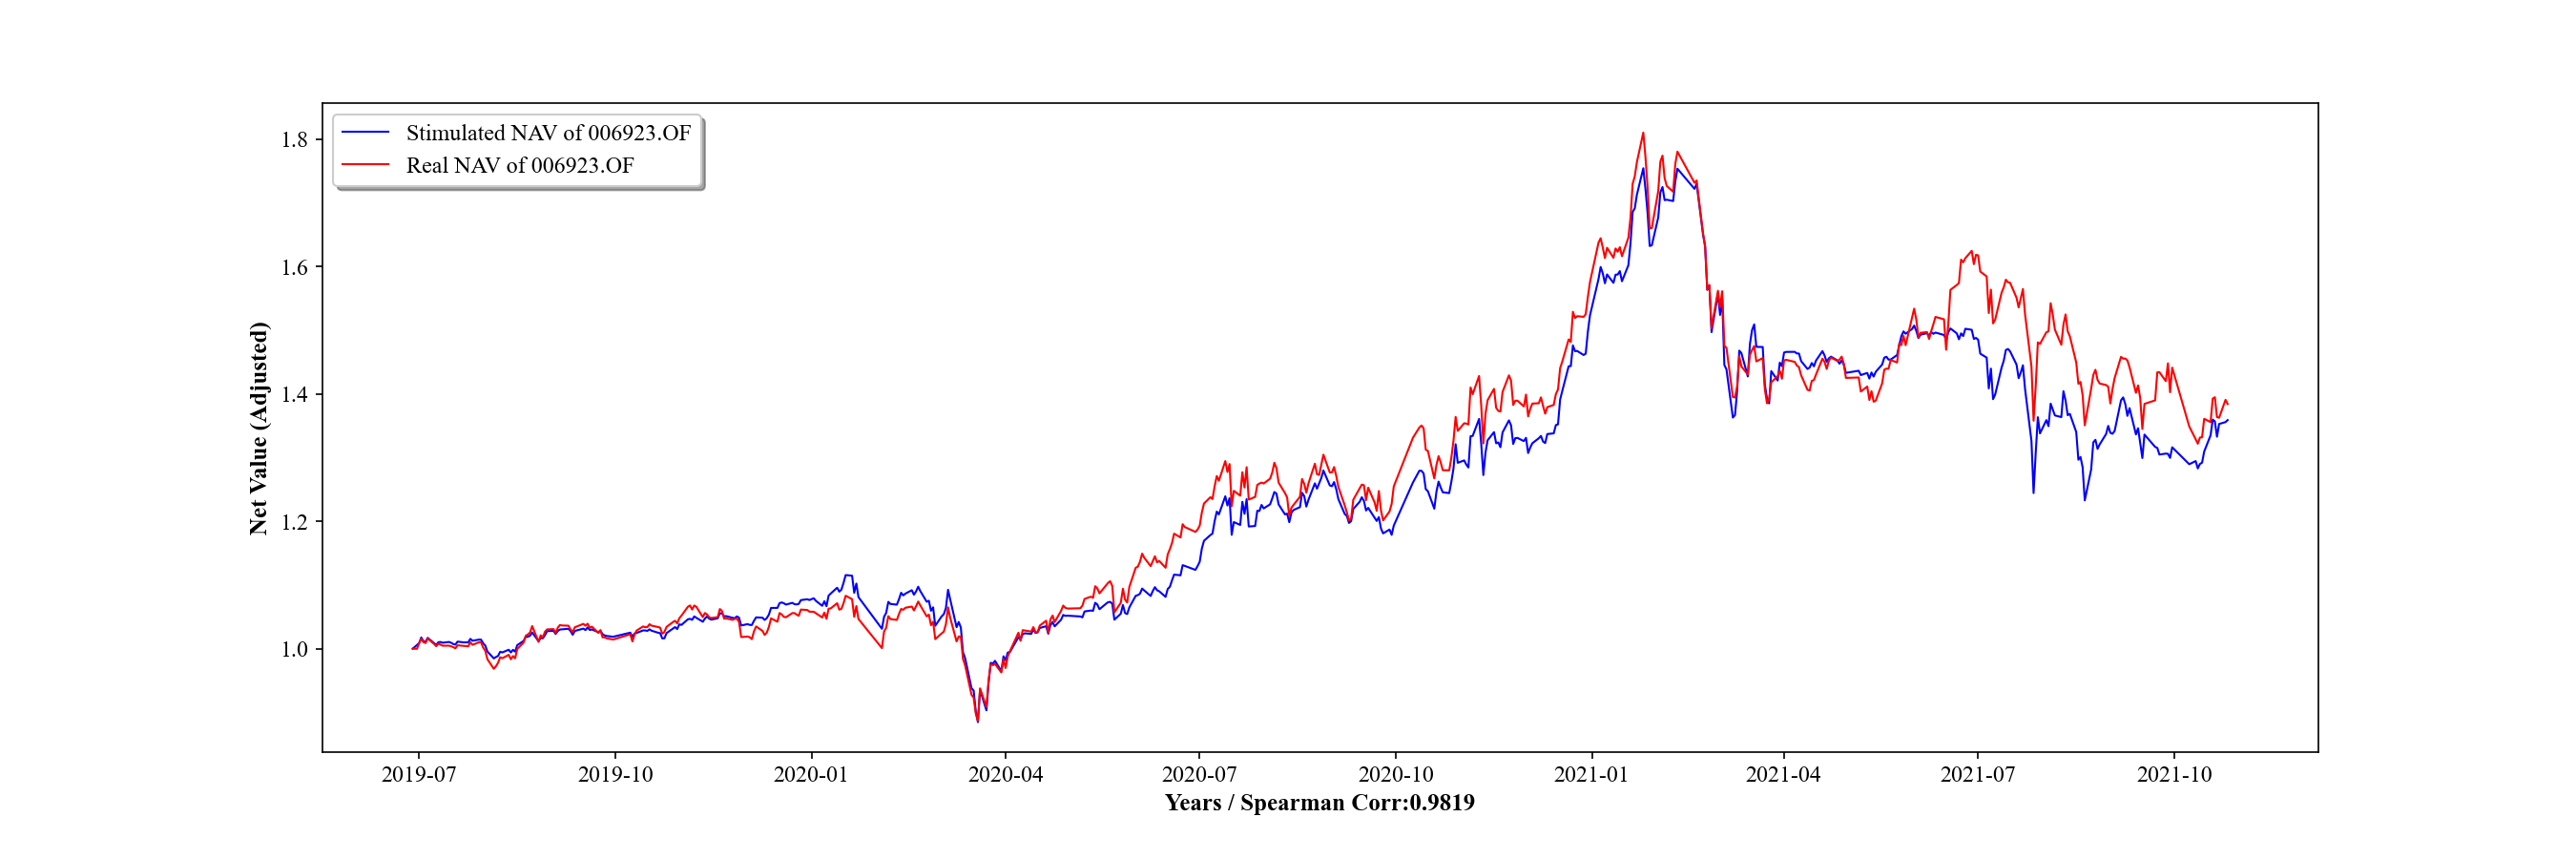 Stimulated NAV of 006923.OF
Real NAV of 006923.OF
Net Value (Adjusted)
1.8
1.6
1.4
1.2
1.0
2019-07 2019-10 2020-01 2020-04 2020-07 2020-10 2021-01 2021-04 2021-07 2021-10
Years / Spearman Corr:0.9819